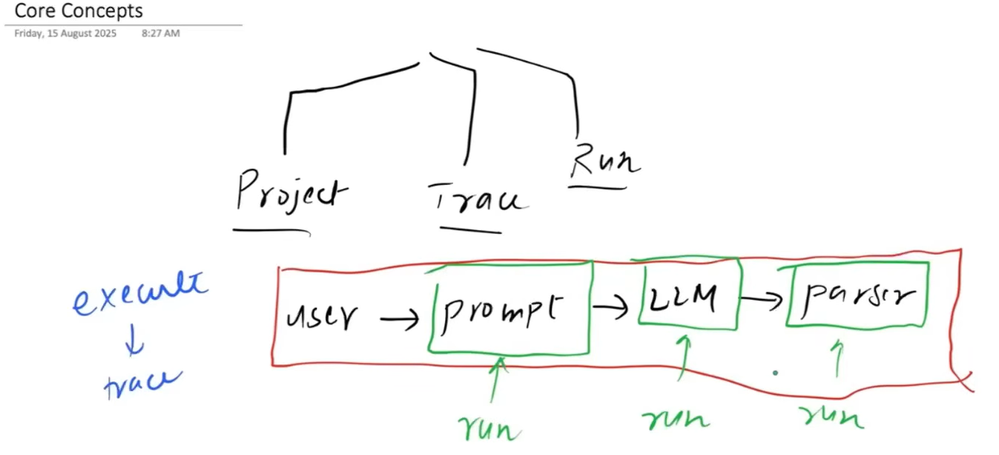 Core Concepts
Friday, 15 August 2025 8:27 AM
Project Trace Run
execute
user → prompt → LLM → parser
↓
trace
run run run